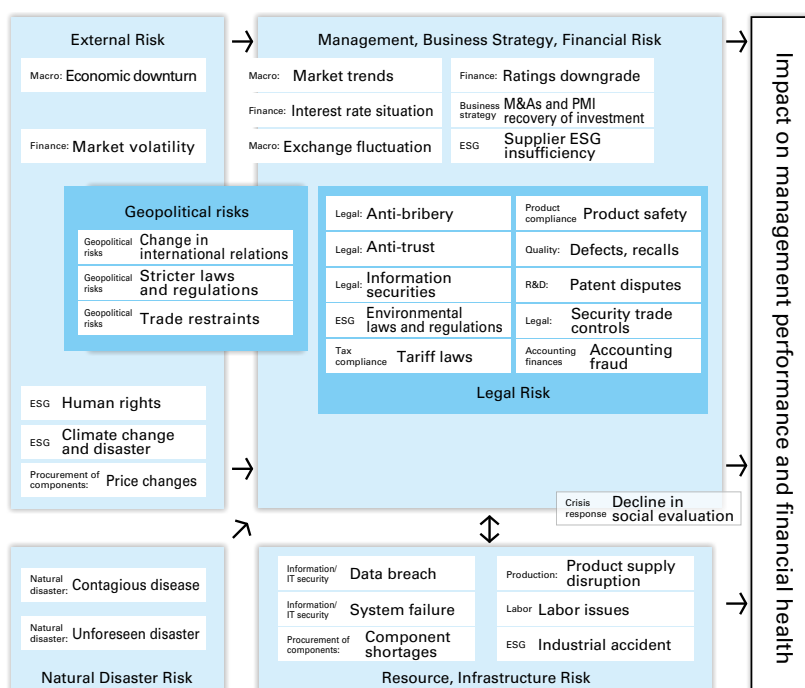 External Risk
Macro: Economic downturn
Finance: Market volatility
Geopolitical risks
Geopolitical risks Change in
international relations
Geopolitical risks Stricter laws
and regulations
Geopolitical risks Trade restraints
ESG Human rights
ESG Climate change
and disaster
Procurement of components: Price changes
Management, Business Strategy, Financial Risk
Macro: Market trends
Finance: Interest rate situation
Macro: Exchange fluctuation
Finance: Ratings downgrade
Business strategy M&As and PMI
recovery of investment
ESG Supplier ESG
insufficiency
Legal: Anti-bribery
Legal: Anti-trust
Legal: Information
securities
ESG Environmental
laws and regulations
Tax compliance Tariff laws
Product compliance Product safety
Quality: Defects, recalls
R&D: Patent disputes
Legal: Security trade
controls
Accounting finances Accounting
fraud
Legal Risk
Crisis response Decline in
social evaluation
Natural disaster: Contagious disease
Natural disaster: Unforeseen disaster
Natural Disaster Risk
Information/ IT security Data breach
Information/ IT security System failure
Procurement of components: Component
shortages
Production: Product supply
disruption
Labor Labor issues
ESG Industrial accident
Resource, Infrastructure Risk
Impact on management performance and financial health